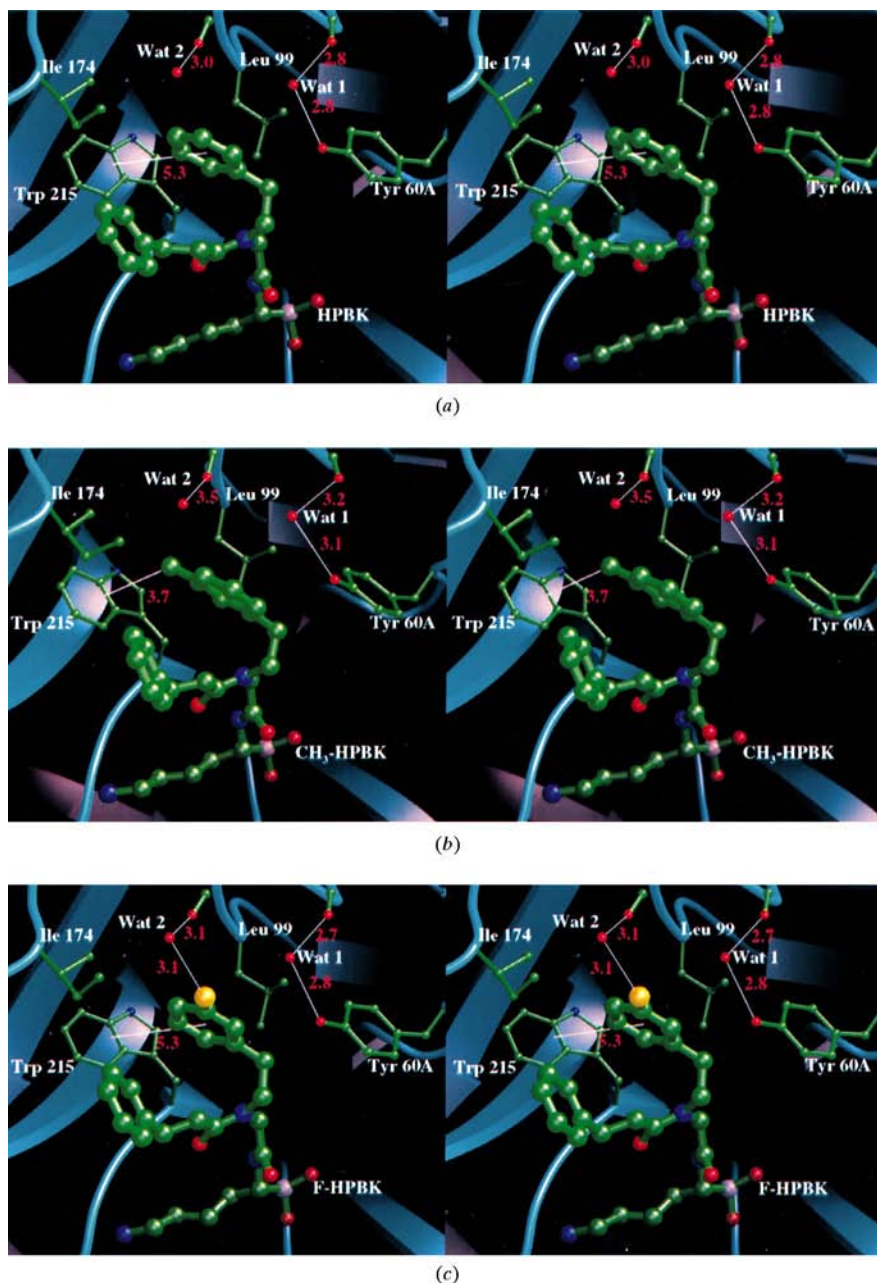 Wat 2
3.0
Leu 99
2.8
Ile 174
Wat 1
2.8
5.3
Trp 215
Tyr 60A
HPBK
Wat 2
3.0
Leu 99
2.8
Ile 174
Wat 1
2.8
5.3
Trp 215
Tyr 60A
HPBK
(a)
Wat 2
3.5
Leu 99
3.2
Ile 174
Wat 1
3.1
3.7
Trp 215
Tyr 60A
CH3-HPBK
Wat 2
3.5
Leu 99
3.2
Ile 174
Wat 1
3.1
3.7
Trp 215
Tyr 60A
CH3-HPBK
(b)
Wat 2
3.1
Leu 99
2.7
Ile 174
Wat 1
3.1
2.8
5.3
Trp 215
Tyr 60A
F-HPBK
Wat 2
3.1
Leu 99
2.7
Ile 174
Wat 1
3.1
2.8
5.3
Trp 215
Tyr 60A
F-HPBK
(c)